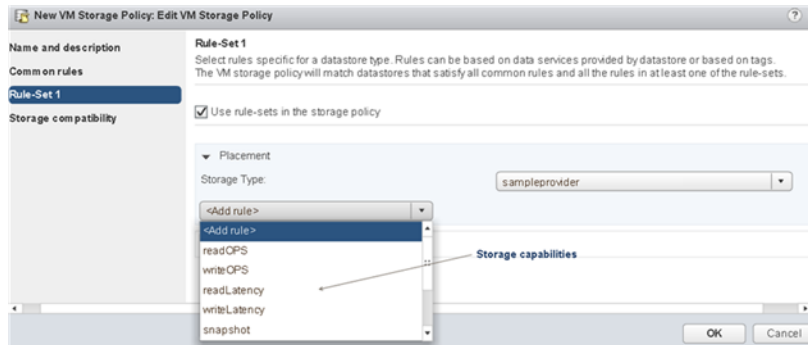 New VM Storage Policy: Edit VM Storage Policy
?
Name and description
Common rules
Rule-Set 1
Storage compatibility
Rule-Set 1
Select rules specific for a datastore type. Rules can be based on data services provided by datastore or based on tags.
The VM storage policy will match datastores that satisfy all common rules and all the rules in at least one of the rule-sets.
Use rule-sets in the storage policy
Placement
Storage Type:
sampleprovider
<Add rule>
<Add rule>
readOPS
writeOPS
readLatency
writeLatency
snapshot
Storage capabilities
OK
Cancel